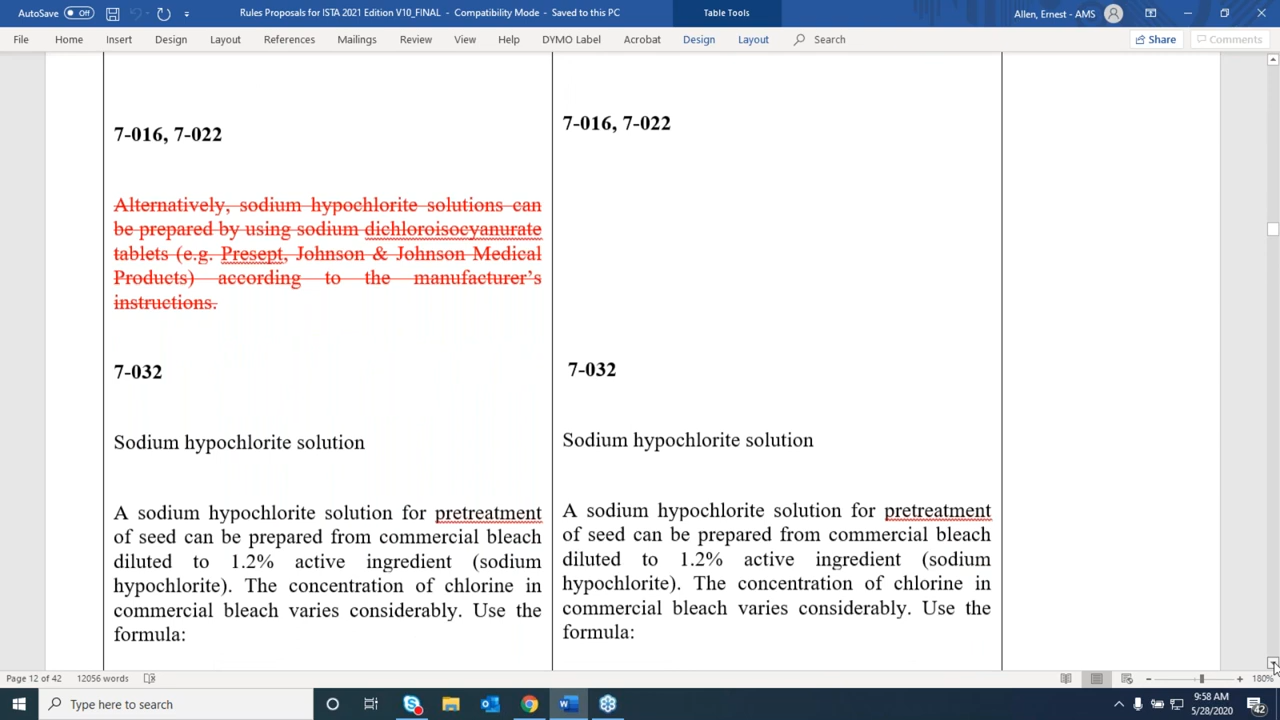 AutoSave Off Rules Proposals for ISTA 2021 Edition V10_FINAL - Compatibility Mode - Saved to this PC Table Tools Allen, Ernest - AMS
File Home Insert Design Layout References Mailings Review View Help DYMO Label Acrobat Design Layout Search Share Comments
7-016, 7-022
Alternatively, sodium hypochlorite solutions can
be prepared by using sodium dichloroisocyanurate
tablets (e.g. Presept, Johnson & Johnson Medical
Products) according to the manufacturer’s
instructions.
7-032
Sodium hypochlorite solution
A sodium hypochlorite solution for pretreatment
of seed can be prepared from commercial bleach
diluted to 1.2% active ingredient (sodium
hypochlorite). The concentration of chlorine in
commercial bleach varies considerably. Use the
formula:
7-016, 7-022
7-032
Sodium hypochlorite solution
A sodium hypochlorite solution for pretreatment
of seed can be prepared from commercial bleach
diluted to 1.2% active ingredient (sodium
hypochlorite). The concentration of chlorine in
commercial bleach varies considerably. Use the
formula:
Page 12 of 42 12056 words 180%
Type here to search 9:58 AM
5/28/2020 42